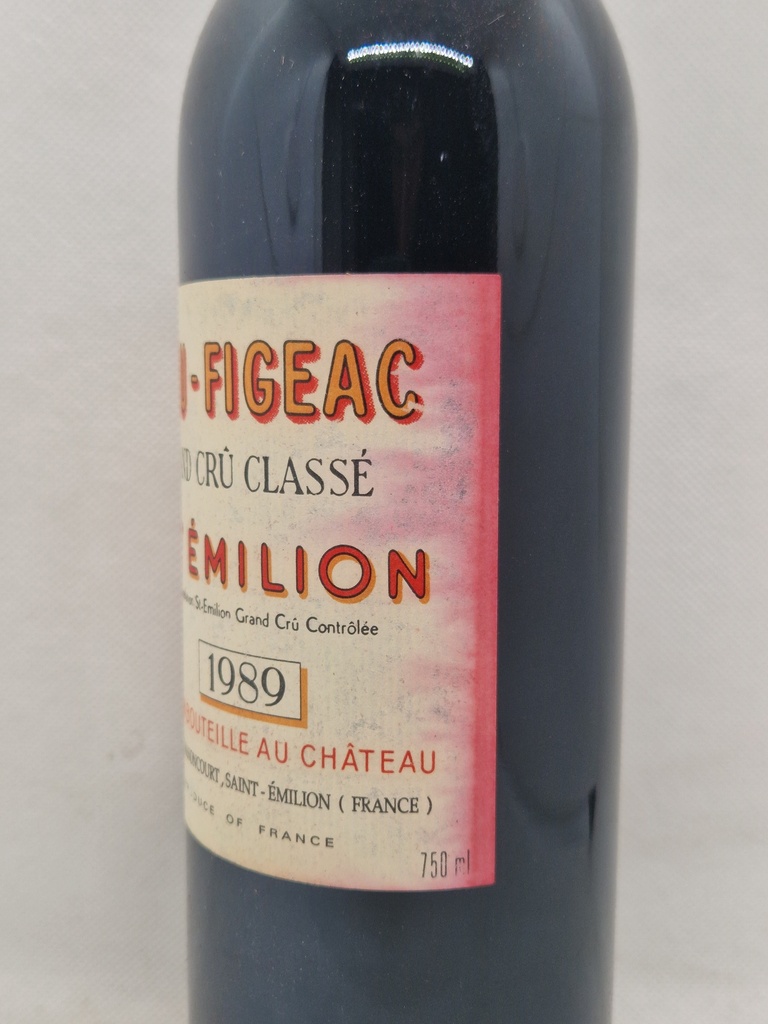 -FIGEAC
CRÛ CLASSÉ
ÉMILION
St-Emilion Grand Crû Contrôlée
1989
BOUTEILLE AU CHÂTEAU
, SAINT-ÉMILION ( FRANCE )
OF FRANCE
750 ml